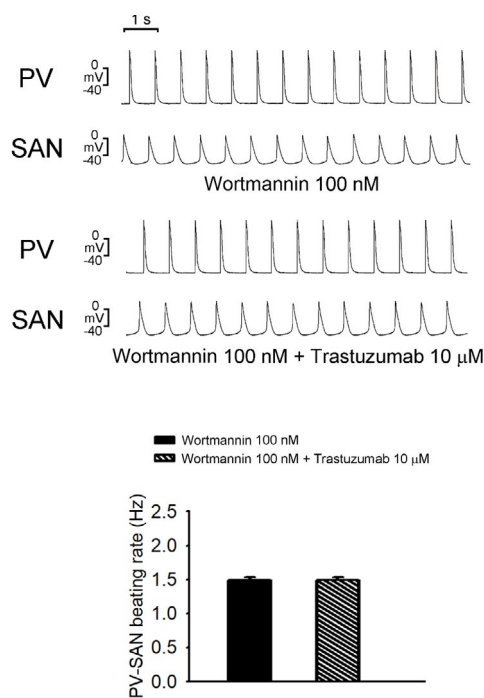 1 s
PV
0
mV
-40
SAN
0
mV
-40
Wortmannin 100 nM
PV
0
mV
-40
SAN
0
mV
-40
Wortmannin 100 nM + Trastuzumab 10 μM
Wortmannin 100 nM
Wortmannin 100 nM + Trastuzumab 10 μM
PV-SAN beating rate (Hz)
2.5
2.0
1.5
1.0
0.5
0.0